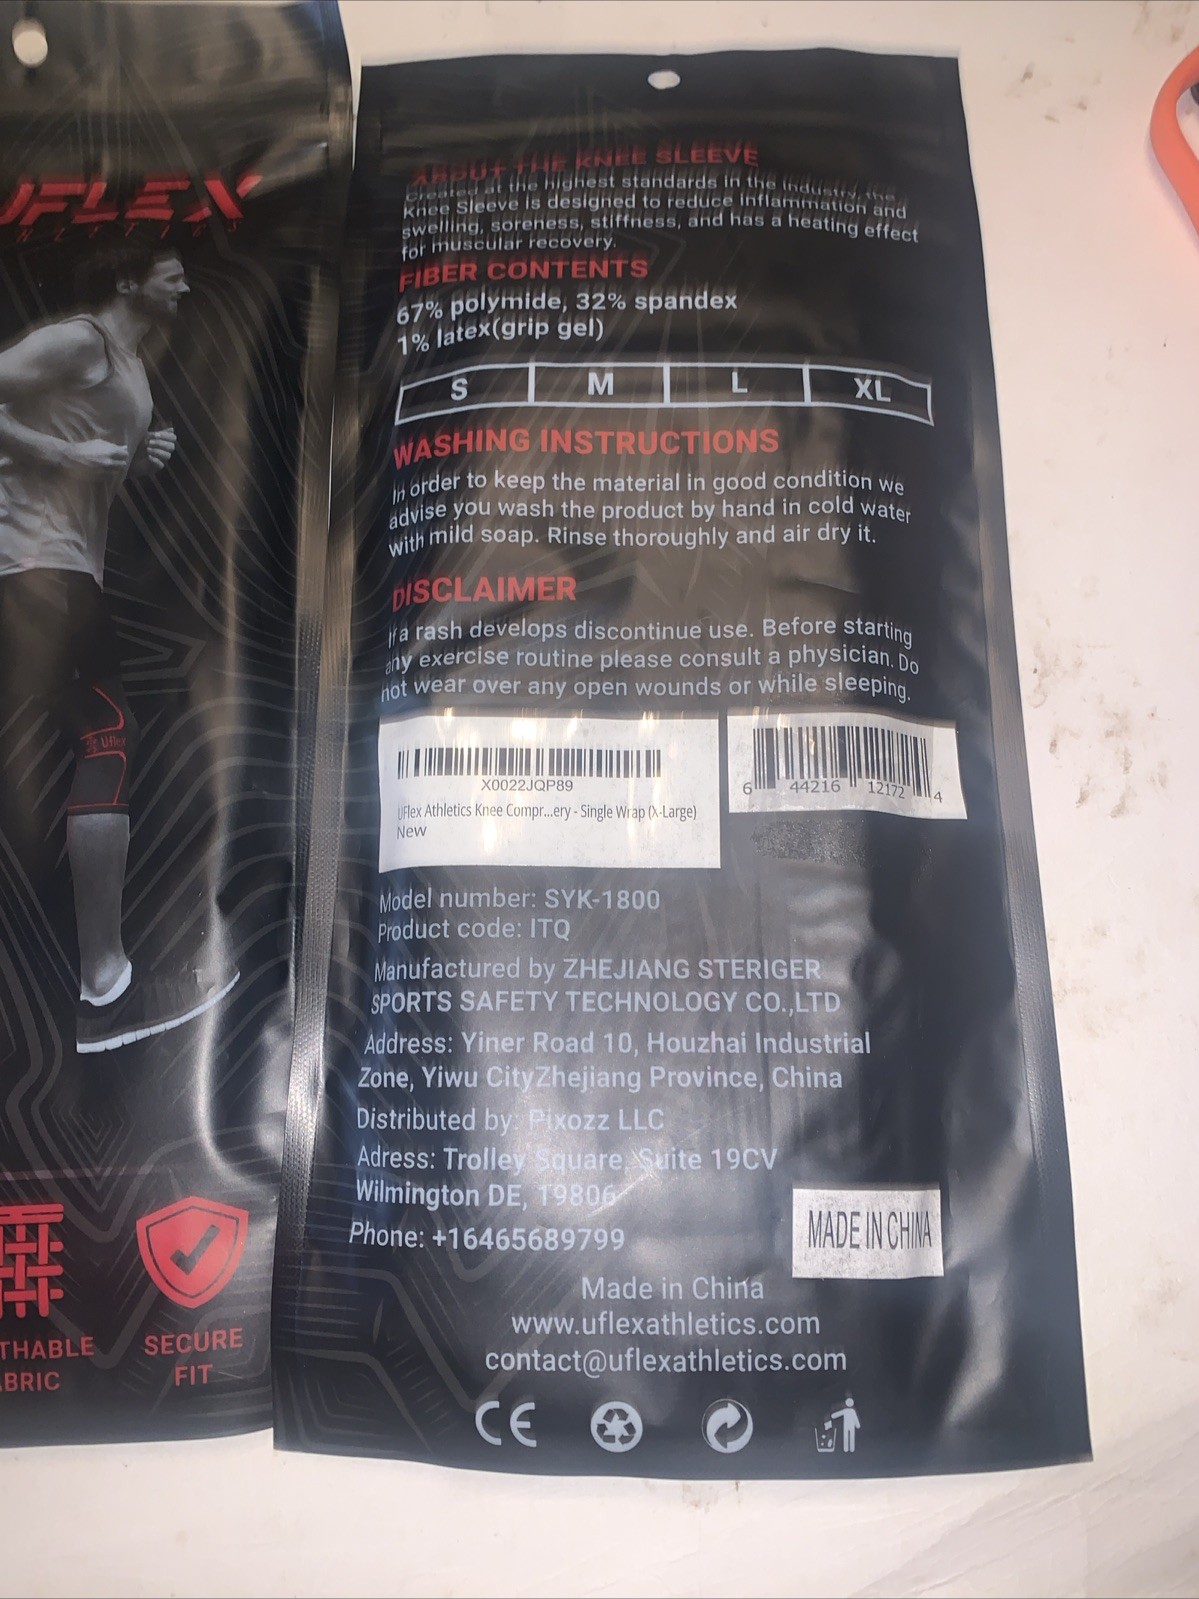 UFLEX
ATHLETICS
Uflex
THABLE
BRIC
SECURE
FIT
ABOUT THE KNEE SLEEVE
Created at the highest standards in the industry, the
Knee Sleeve is designed to reduce inflammation and
swelling, soreness, stiffness, and has a heating effect
for muscular recovery.
FIBER CONTENTS
67% polymide, 32% spandex
1% latex(grip gel)
S M L XL
WASHING INSTRUCTIONS
In order to keep the material in good condition we
advise you wash the product by hand in cold water
with mild soap. Rinse thoroughly and air dry it.
DISCLAIMER
If a rash develops discontinue use. Before starting
any exercise routine please consult a physician. Do
not wear over any open wounds or while sleeping.
X0022JQP89
UFlex Athletics Knee Compr...ery - Single Wrap (X-Large)
New
6 44216 12172 4
Model number: SYK-1800
Product code: ITQ
Manufactured by ZHEJIANG STERIGER
SPORTS SAFETY TECHNOLOGY CO.,LTD
Address: Yiner Road 10, Houzhai Industrial
Zone, Yiwu CityZhejiang Province, China
Distributed by: Pixozz LLC
Adress: Trolley Square, Suite 19CV
Wilmington DE, 19806
Phone: +16465689799
MADE IN CHINA
Made in China
www.uflexathletics.com
contact@uflexathletics.com
CE